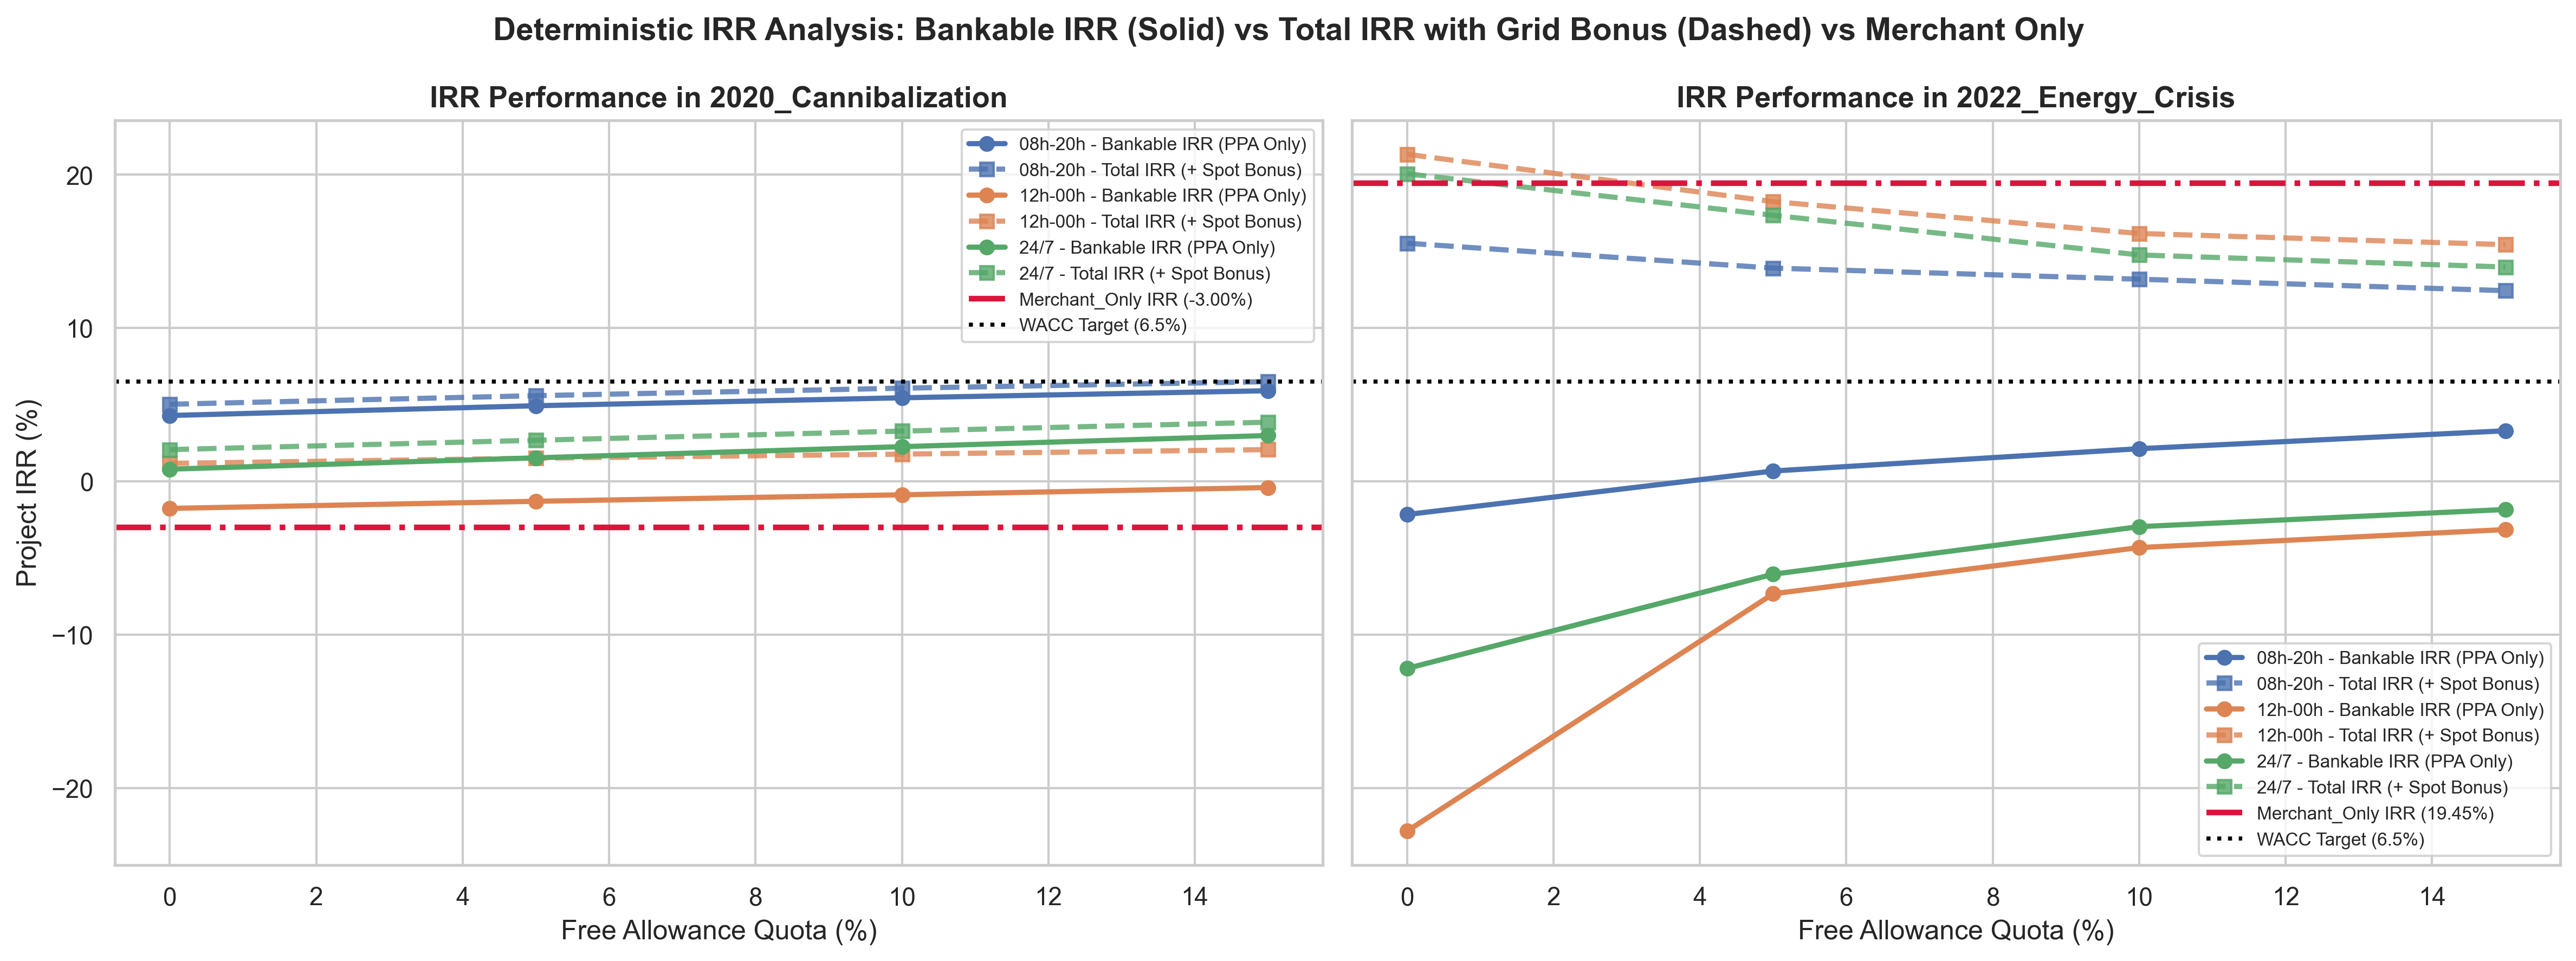 Deterministic IRR Analysis: Bankable IRR (Solid) vs Total IRR with Grid Bonus (Dashed) vs Merchant Only
IRR Performance in 2020_Cannibalization
08h-20h - Bankable IRR (PPA Only)
08h-20h - Total IRR (+ Spot Bonus)
12h-00h - Bankable IRR (PPA Only)
12h-00h - Total IRR (+ Spot Bonus)
24/7 - Bankable IRR (PPA Only)
24/7 - Total IRR (+ Spot Bonus)
Merchant_Only IRR (-3.00%)
WACC Target (6.5%)
Project IRR (%)
20
10
0
−10
−20
0 2 4 6 8 10 12 14
Free Allowance Quota (%)
IRR Performance in 2022_Energy_Crisis
08h-20h - Bankable IRR (PPA Only)
08h-20h - Total IRR (+ Spot Bonus)
12h-00h - Bankable IRR (PPA Only)
12h-00h - Total IRR (+ Spot Bonus)
24/7 - Bankable IRR (PPA Only)
24/7 - Total IRR (+ Spot Bonus)
Merchant_Only IRR (19.45%)
WACC Target (6.5%)
0 2 4 6 8 10 12 14
Free Allowance Quota (%)